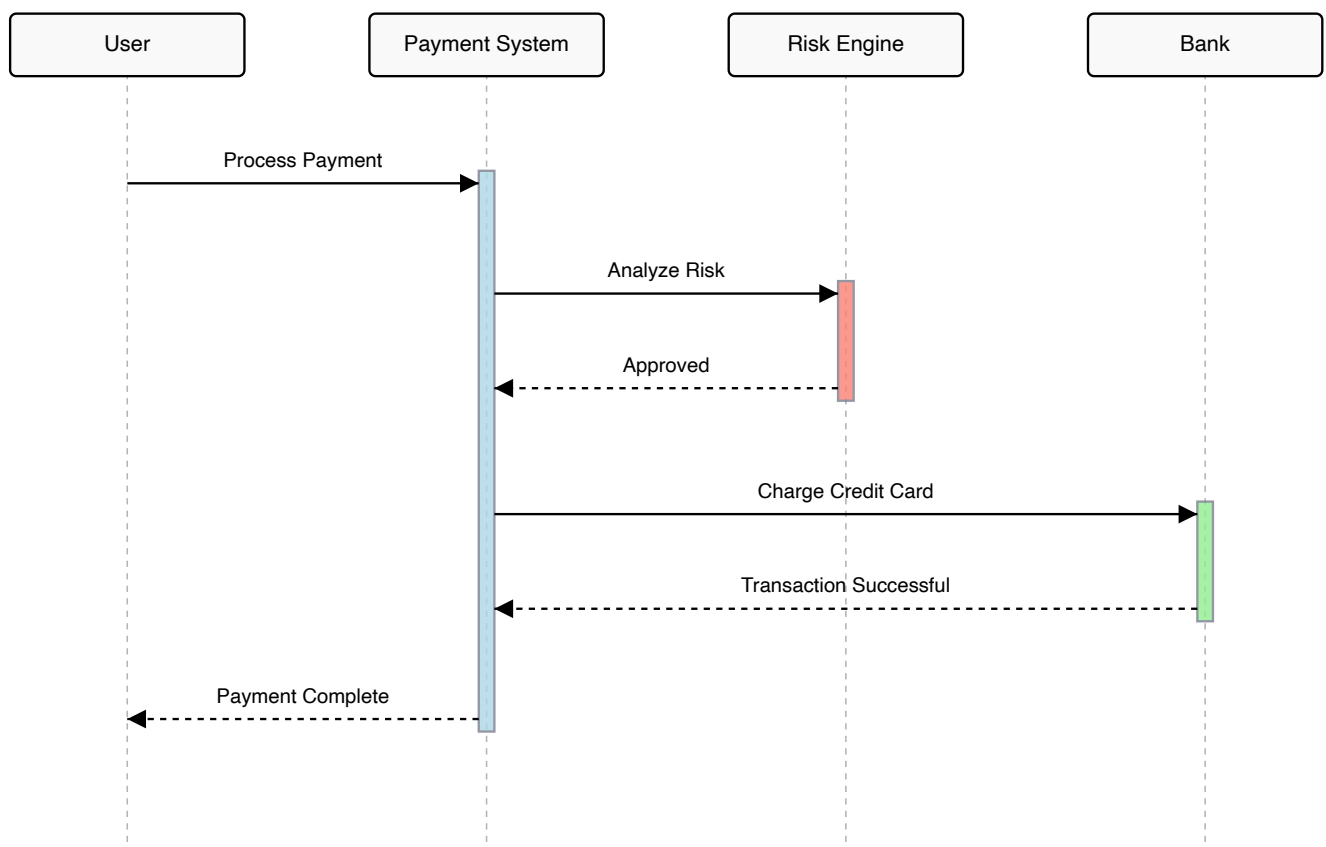 User
Payment System
Risk Engine
Bank
Process Payment
Analyze Risk
Approved
Charge Credit Card
Transaction Successful
Payment Complete